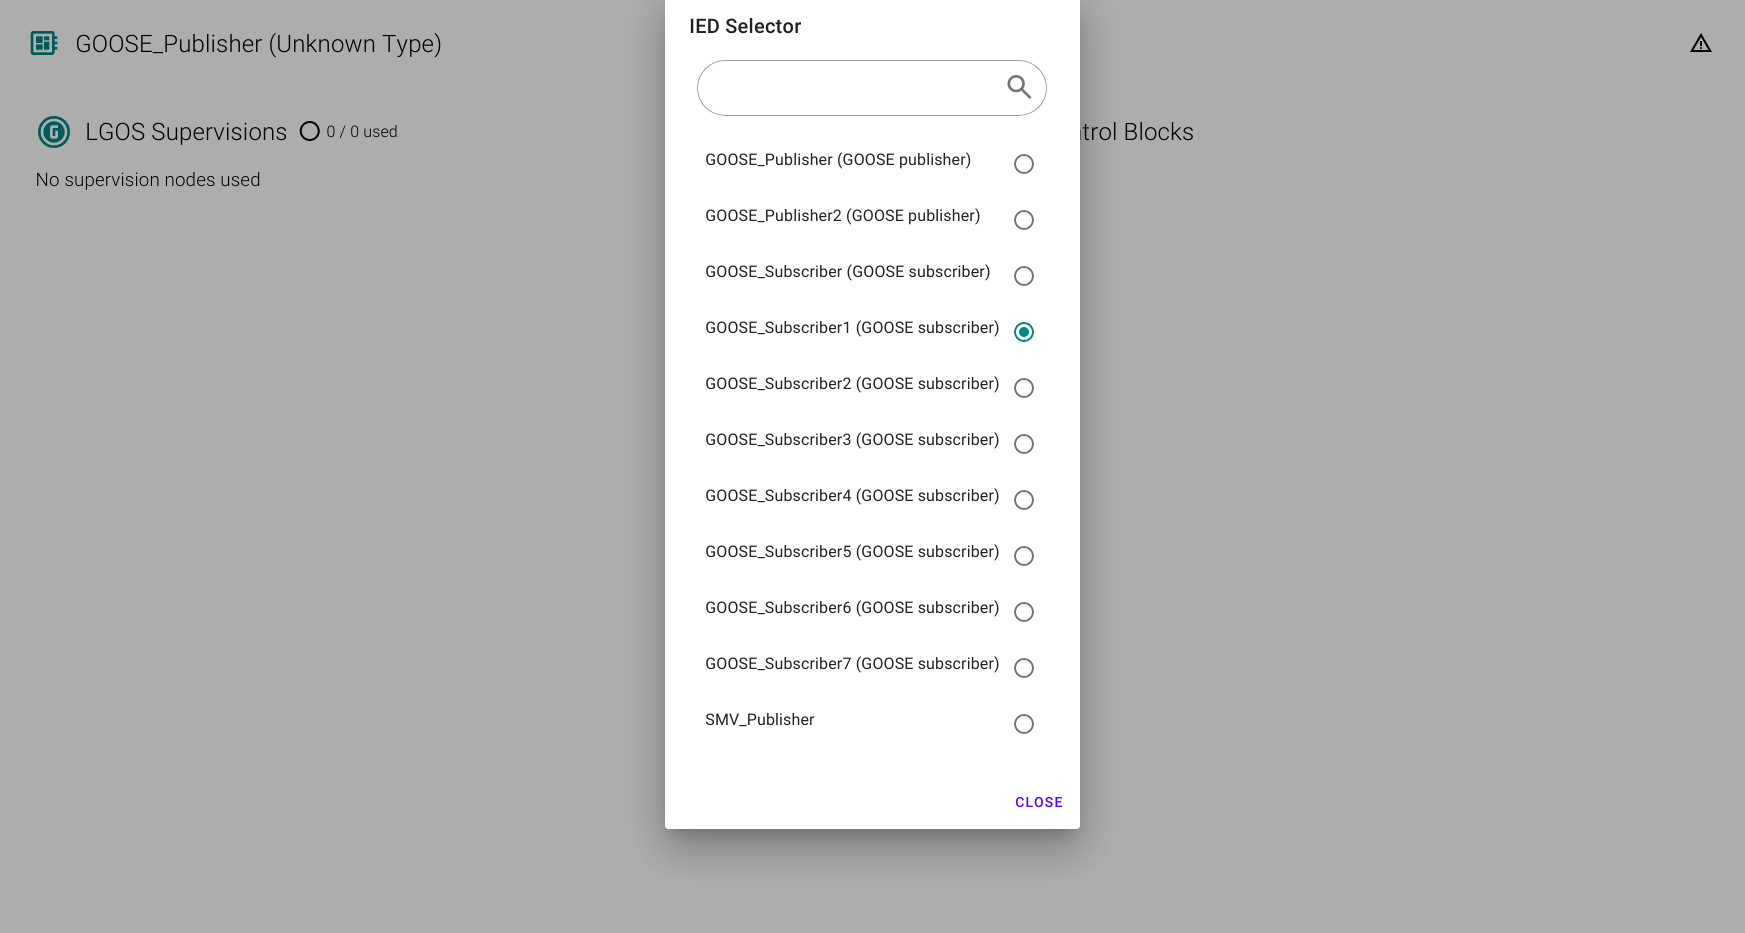 IED Selector
GOOSE_Publisher (Unknown Type)
LGOS Supervisions 0 / 0 used
trol Blocks
No supervision nodes used
GOOSE_Publisher (GOOSE publisher)
GOOSE_Publisher2 (GOOSE publisher)
GOOSE_Subscriber (GOOSE subscriber)
GOOSE_Subscriber1 (GOOSE subscriber)
GOOSE_Subscriber2 (GOOSE subscriber)
GOOSE_Subscriber3 (GOOSE subscriber)
GOOSE_Subscriber4 (GOOSE subscriber)
GOOSE_Subscriber5 (GOOSE subscriber)
GOOSE_Subscriber6 (GOOSE subscriber)
GOOSE_Subscriber7 (GOOSE subscriber)
SMV_Publisher
CLOSE